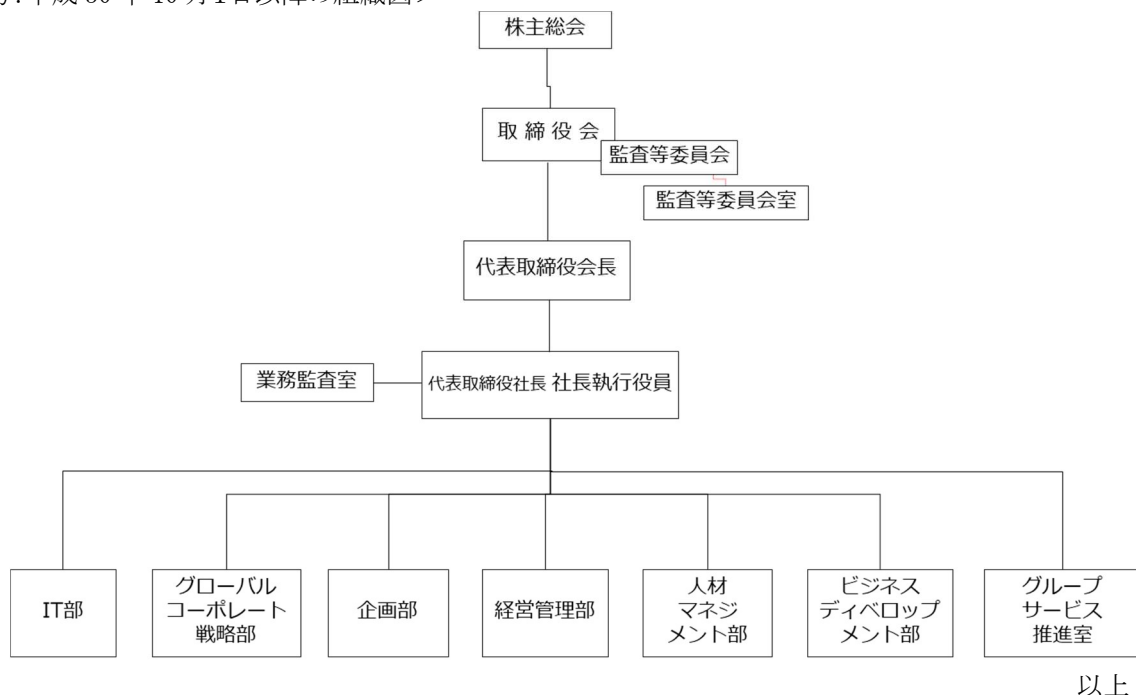 株主総会
取 締 役 会
監査等委員会
監査等委員会室
代表取締役会長
業務監査室
代表取締役社長 社長執行役員
IT部
グローバル
コーポレート
戦略部
企画部
経営管理部
人材
マネジ
メント部
ビジネス
ディベロップ
メント部
グループ
サービス
推進室
以上